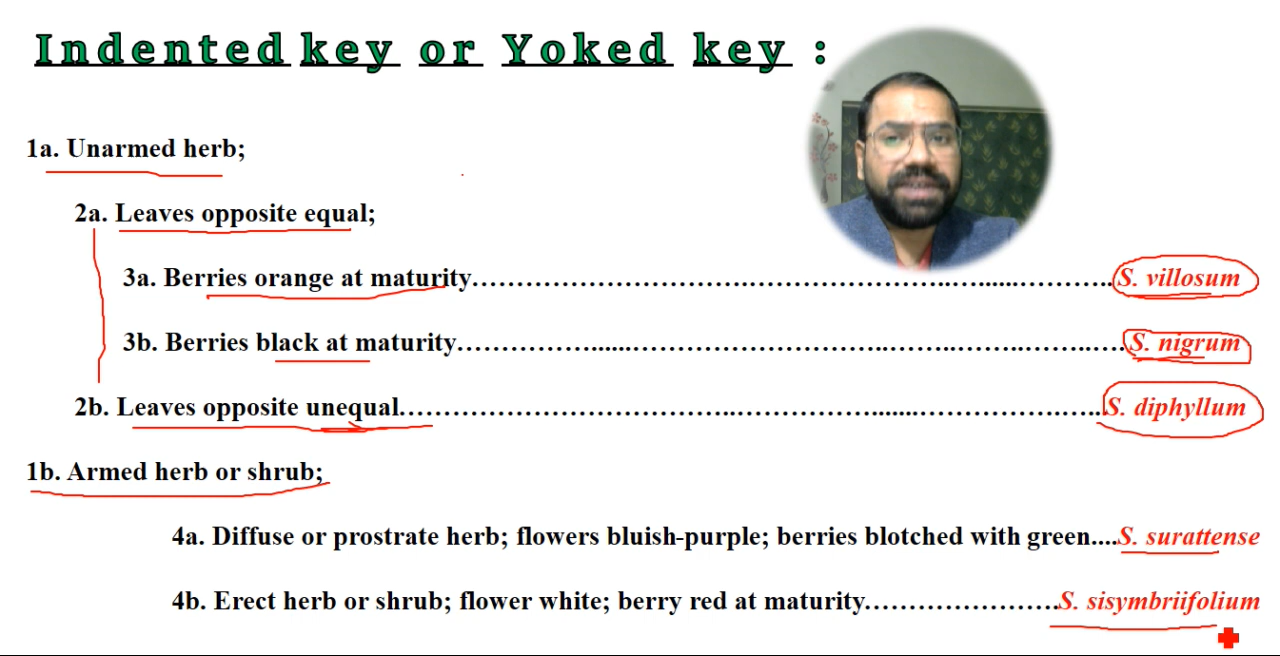 Indented key or Yoked key :
1a. Unarmed herb;
2a. Leaves opposite equal;
3a. Berries orange at maturity……………………….…………………..…......………..S. villosum
3b. Berries black at maturity……………......……………………..……..……..……..….S. nigrum
2b. Leaves opposite unequal.………………………………..………………......…………………..S. diphyllum
1b. Armed herb or shrub;
4a. Diffuse or prostrate herb; flowers bluish-purple; berries blotched with green....S. surattense
4b. Erect herb or shrub; flower white; berry red at maturity…………………..S. sisymbriifolium